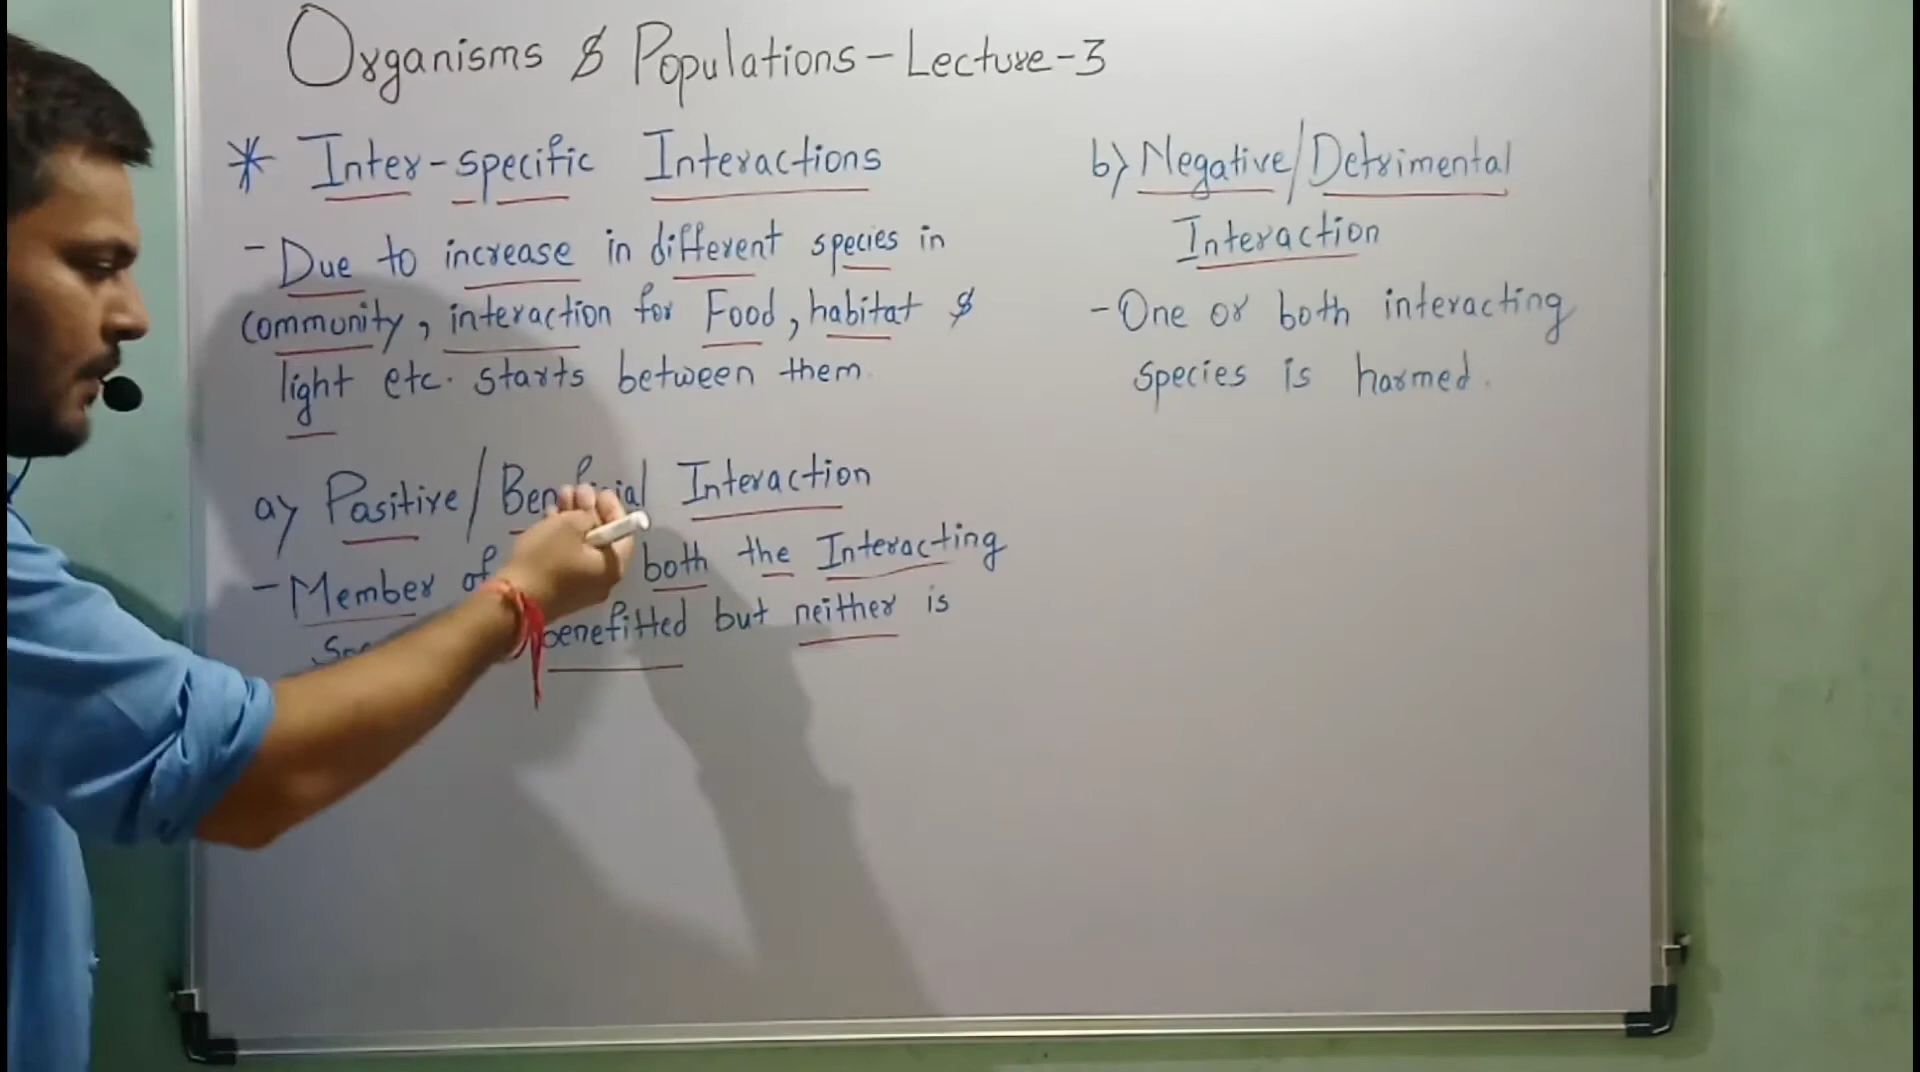 Organisms & Populations - Lecture-3
* Inter-specific Interactions
- Due to increase in different species in
community, interaction for Food, habitat &
light etc. starts between them.
a) Pasitive/Beneficial Interaction
- Member of both the Interacting
benefitted but neither is
b) Negative/Detrimental
Interaction
- One or both interacting
species is harmed.